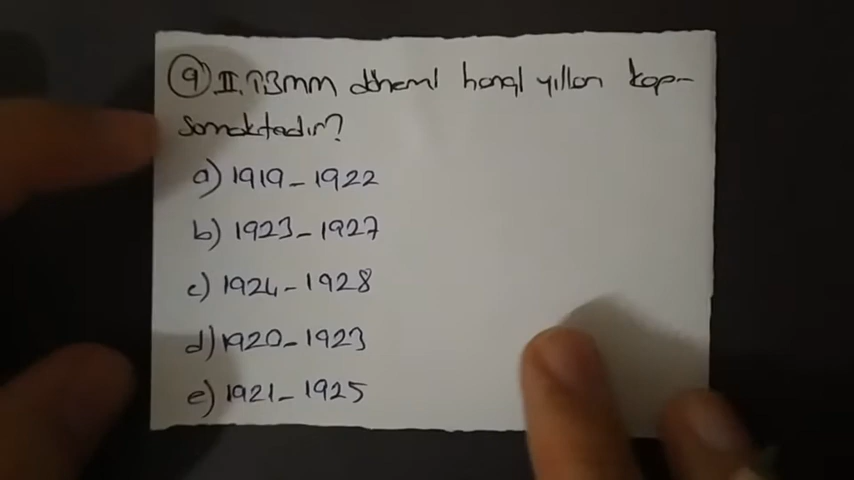 9 II. TBMM dönemi hangi yılları kap-
samaktadır?
a) 1919-1922
b) 1923-1927
c) 1924-1928
d) 1920-1923
e) 1921-1925